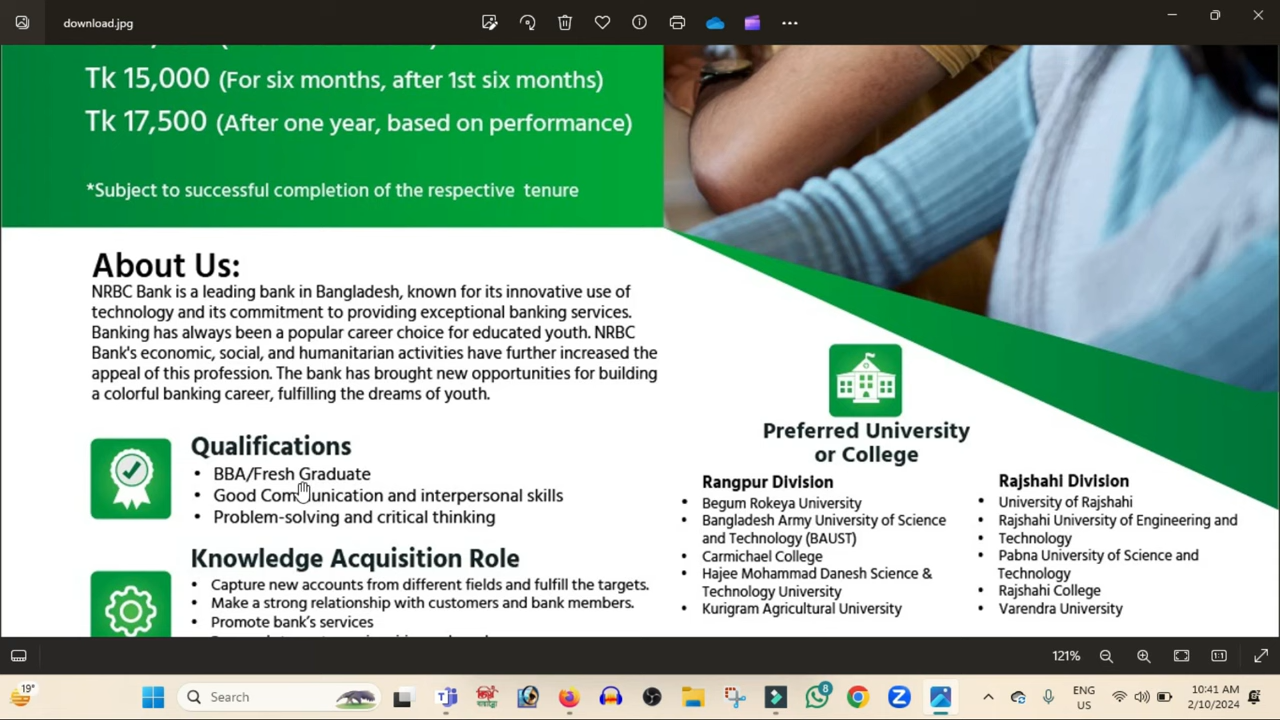 download.jpg
Tk 15,000 (For six months, after 1st six months)
Tk 17,500 (After one year, based on performance)
*Subject to successful completion of the respective tenure
About Us:
NRBC Bank is a leading bank in Bangladesh, known for its innovative use of
technology and its commitment to providing exceptional banking services.
Banking has always been a popular career choice for educated youth. NRBC
Bank's economic, social, and humanitarian activities have further increased the
appeal of this profession. The bank has brought new opportunities for building
a colorful banking career, fulfilling the dreams of youth.
Qualifications
• BBA/Fresh Graduate
• Good Communication and interpersonal skills
• Problem-solving and critical thinking
Knowledge Acquisition Role
• Capture new accounts from different fields and fulfill the targets.
• Make a strong relationship with customers and bank members.
• Promote bank's services
Preferred University
or College
Rangpur Division
• Begum Rokeya University
• Bangladesh Army University of Science
and Technology (BAUST)
• Carmichael College
• Hajee Mohammad Danesh Science &
Technology University
• Kurigram Agricultural University
Rajshahi Division
• University of Rajshahi
• Rajshahi University of Engineering and
• Technology
• Pabna University of Science and
Technology
• Rajshahi College
• Varendra University
121%
1:1
19°
Search
8
ENG
US
10:41 AM
2/10/2024